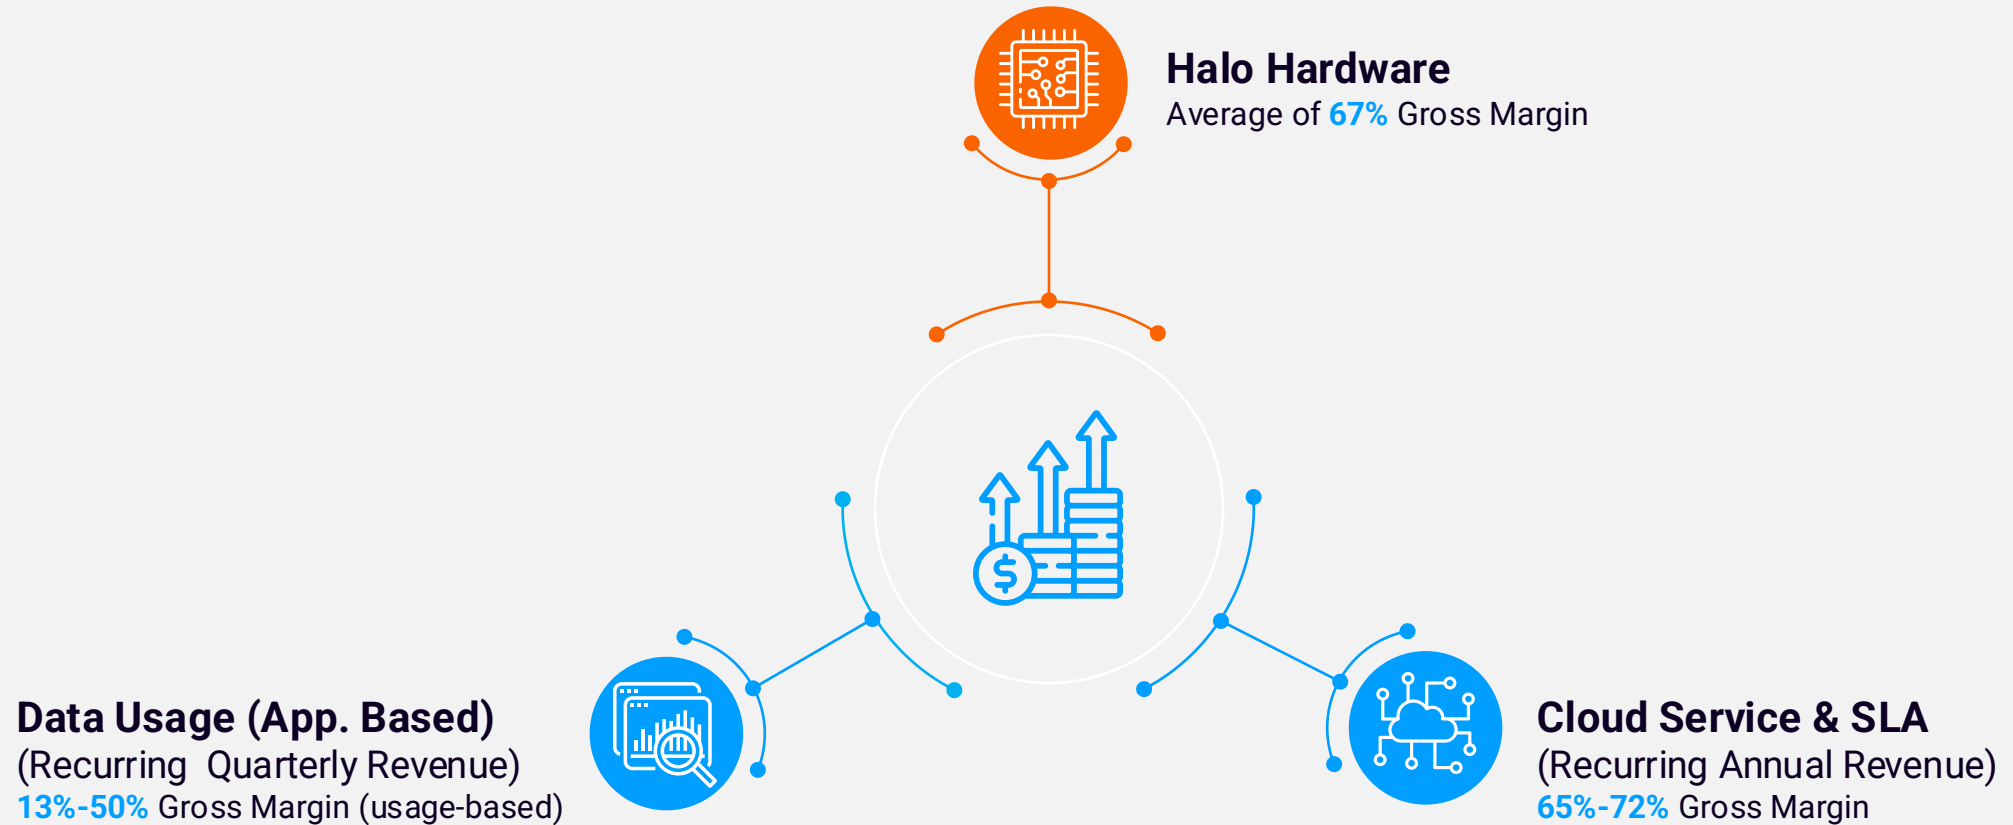 Halo Hardware
Average of 67% Gross Margin
$
Data Usage (App. Based)
(Recurring Quarterly Revenue)
13%-50% Gross Margin (usage-based)
Cloud Service & SLA
(Recurring Annual Revenue)
65%-72% Gross Margin